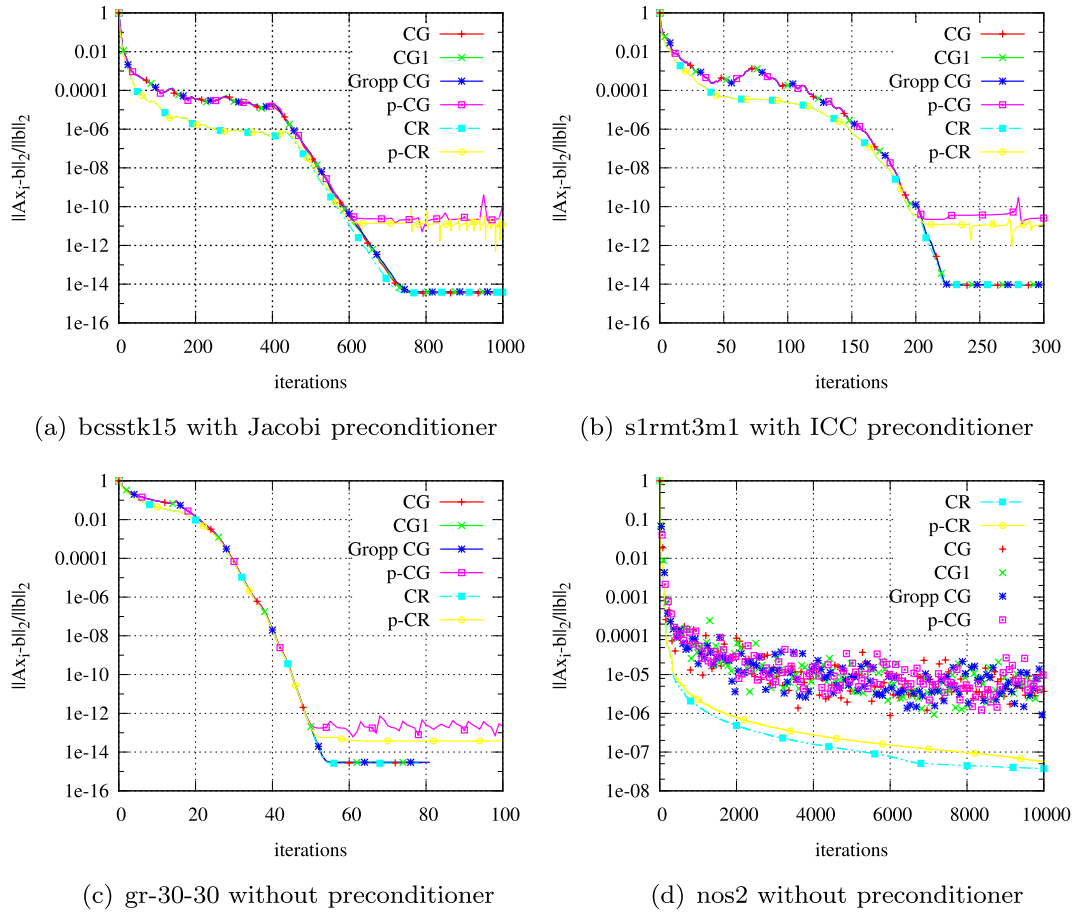 1
0.01
0.0001
1e-06
1e-08
1e-10
1e-12
1e-14
1e-16
||Ax_i-b||_2/||b||_2
0 200 400 600 800 1000
iterations
CG
CG1
Gropp CG
p-CG
CR
p-CR
(a) bcsstk15 with Jacobi preconditioner
1
0.01
0.0001
1e-06
1e-08
1e-10
1e-12
1e-14
1e-16
||Ax_i-b||_2/||b||_2
0 50 100 150 200 250 300
iterations
CG
CG1
Gropp CG
p-CG
CR
p-CR
(b) s1rmt3m1 with ICC preconditioner
1
0.01
0.0001
1e-06
1e-08
1e-10
1e-12
1e-14
1e-16
||Ax_i-b||_2/||b||_2
0 20 40 60 80 100
iterations
CG
CG1
Gropp CG
p-CG
CR
p-CR
(c) gr-30-30 without preconditioner
1
0.1
0.01
0.001
0.0001
1e-05
1e-06
1e-07
1e-08
||Ax_i-b||_2/||b||_2
0 2000 4000 6000 8000 10000
iterations
CR
p-CR
CG
CG1
Gropp CG
p-CG
(d) nos2 without preconditioner